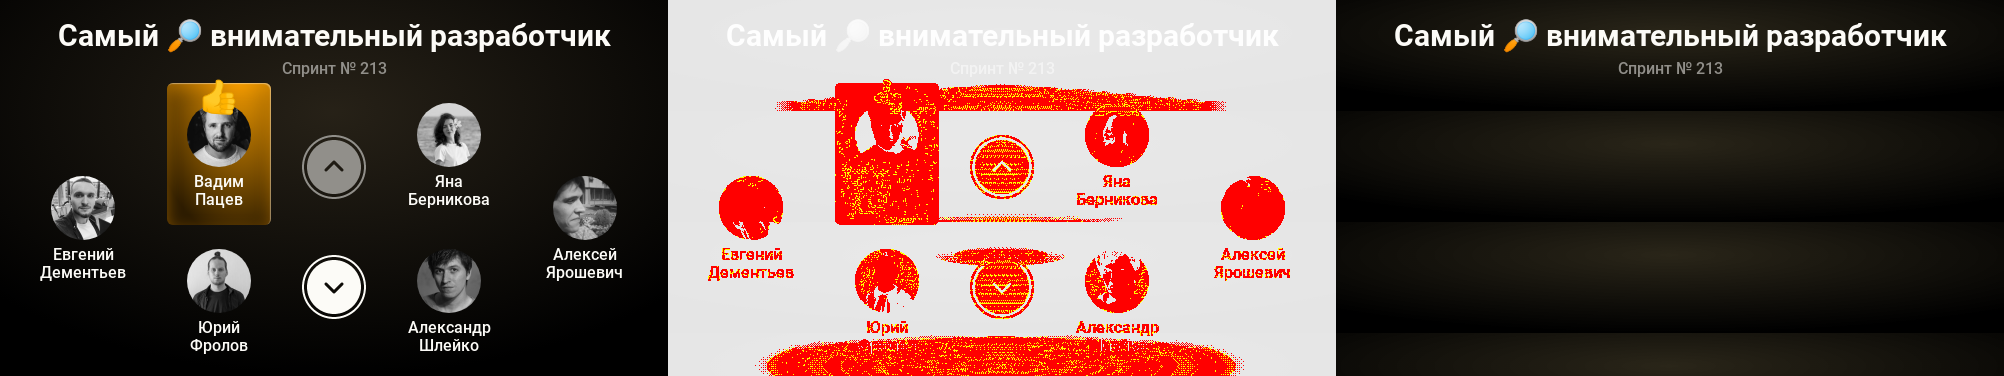 Самый 🔎 внимательный разработчик
Спринт № 213
Вадим
Пацев
Яна
Берникова
Евгений
Дементьев
Алексей
Ярошевич
Юрий
Фролов
Александр
Шлейко
Самый 🔎 внимательный разработчик
Спринт № 213
Яна
Берникова
Евгений
Дементьев
Алексей
Ярошевич
Юрий
Александр
Самый 🔎 внимательный разработчик
Спринт № 213